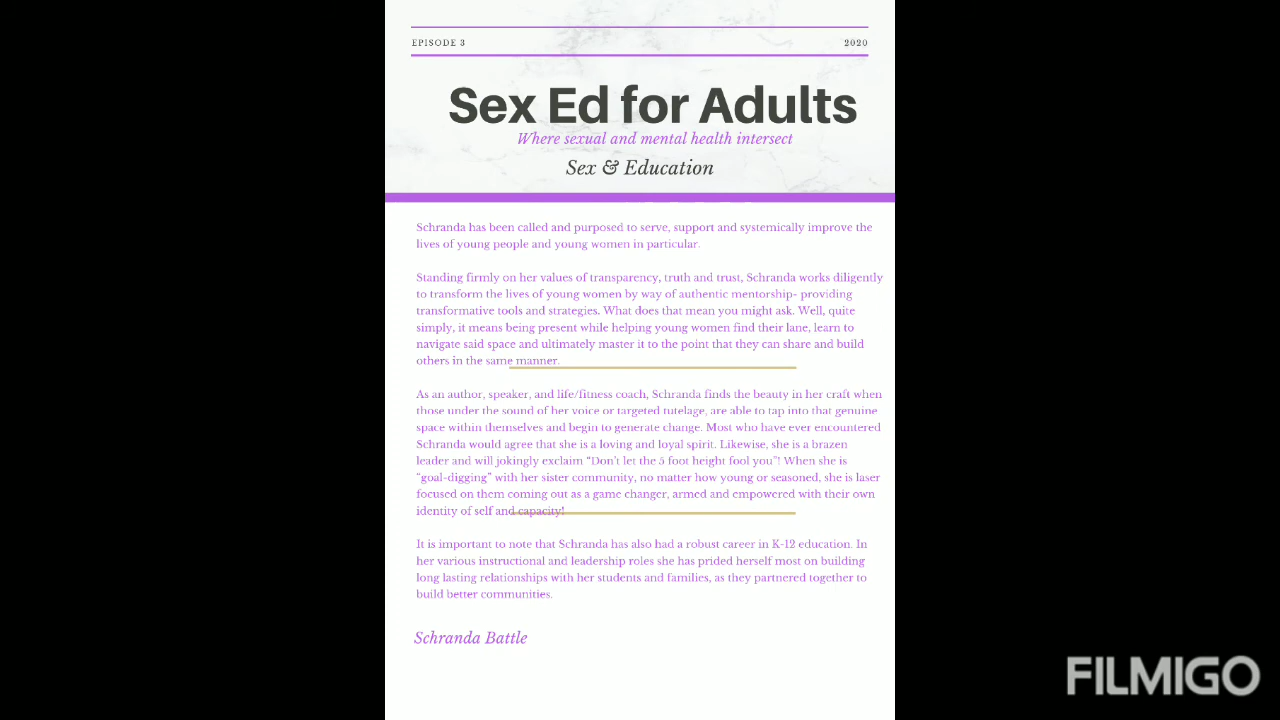 EPISODE 3
2020
Sex Ed for Adults
Where sexual and mental health intersect
Sex & Education
Schranda has been called and purposed to serve, support and systemically improve the
lives of young people and young women in particular.
Standing firmly on her values of transparency, truth and trust, Schranda works diligently
to transform the lives of young women by way of authentic mentorship- providing
transformative tools and strategies. What does that mean you might ask. Well, quite
simply, it means being present while helping young women find their lane, learn to
navigate said space and ultimately master it to the point that they can share and build
others in the same manner.
As an author, speaker, and life/fitness coach, Schranda finds the beauty in her craft when
those under the sound of her voice or targeted tutelage, are able to tap into that genuine
space within themselves and begin to generate change. Most who have ever encountered
Schranda would agree that she is a loving and loyal spirit. Likewise, she is a brazen
leader and will jokingly exclaim “Don't let the 5 foot height fool you”! When she is
“goal-digging” with her sister community, no matter how young or seasoned, she is laser
focused on them coming out as a game changer, armed and empowered with their own
identity of self and capacity!
It is important to note that Schranda has also had a robust career in K-12 education. In
her various instructional and leadership roles she has prided herself most on building
long lasting relationships with her students and families, as they partnered together to
build better communities.
Schranda Battle
FILMIGO